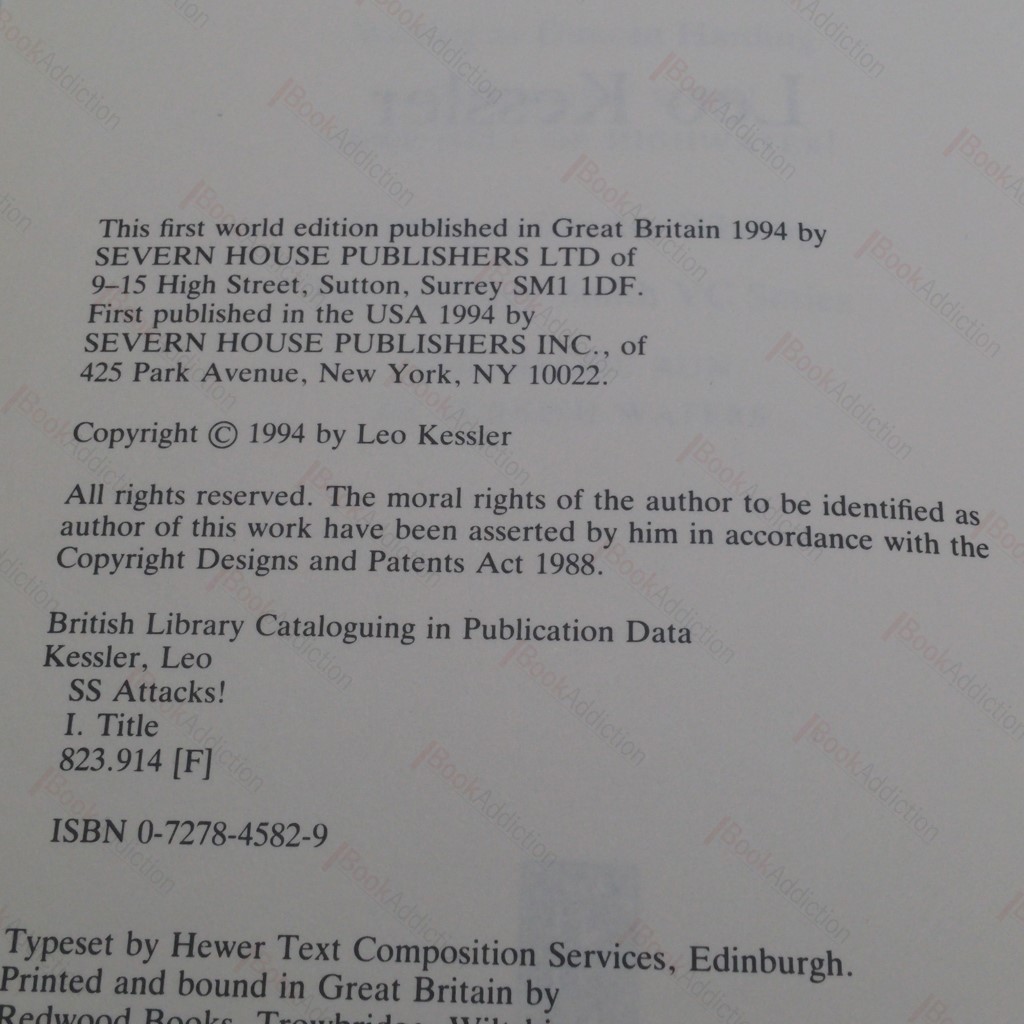 This first world edition published in Great Britain 1994 by
SEVERN HOUSE PUBLISHERS LTD of
9–15 High Street, Sutton, Surrey SM1 1DF.
First published in the USA 1994 by
SEVERN HOUSE PUBLISHERS INC., of
425 Park Avenue, New York, NY 10022.
Copyright © 1994 by Leo Kessler
All rights reserved. The moral rights of the author to be identified as
author of this work have been asserted by him in accordance with the
Copyright Designs and Patents Act 1988.
British Library Cataloguing in Publication Data
Kessler, Leo
SS Attacks!
I. Title
823.914 [F]
ISBN 0-7278-4582-9
Typeset by Hewer Text Composition Services, Edinburgh.
Printed and bound in Great Britain by
Redwood Books, Trowbridge,